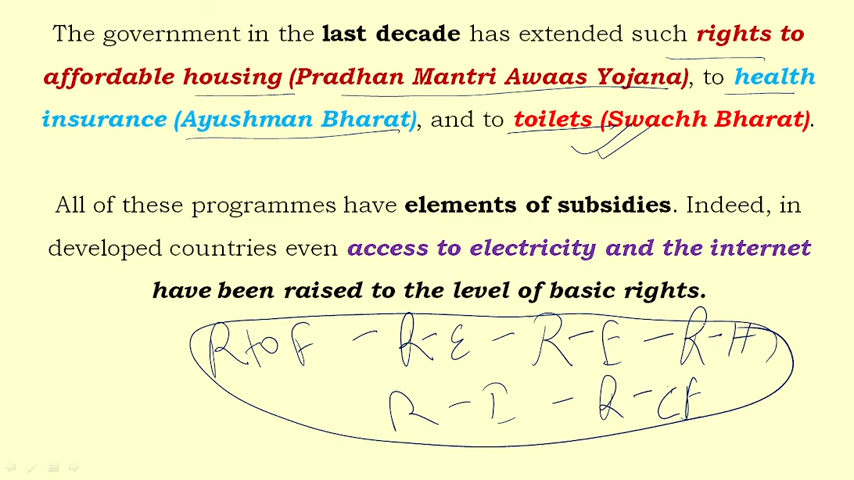 The government in the last decade has extended such rights to
affordable housing (Pradhan Mantri Awaas Yojana), to health
insurance (Ayushman Bharat), and to toilets (Swachh Bharat).
All of these programmes have elements of subsidies. Indeed, in
developed countries even access to electricity and the internet
have been raised to the level of basic rights.
R to F - R-E - R-E - R-H
R - I - R - CE